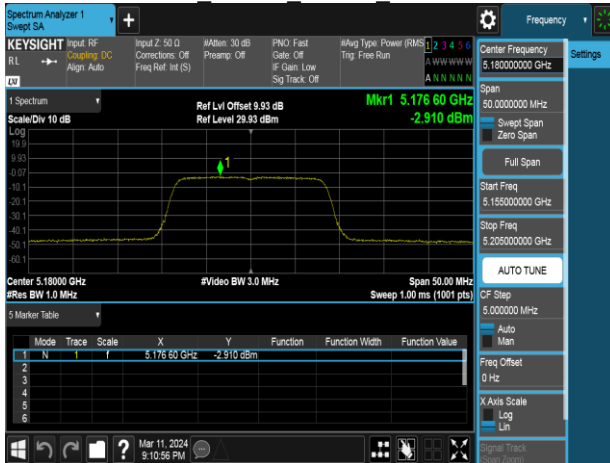 Spectrum Analyzer 1
Swept SA
+
Frequency
KEYSIGHT Input: RF
RL
Coupling: DC
Align: Auto
Input Z: 50 Ω
Corrections: Off
Freq Ref: Int (S)
#Atten: 30 dB
Preamp: Off
PNO: Fast
Gate: Off
IF Gain: Low
Sig Track: Off
#Avg Type: Power (RMS
Trig: Free Run
1 2 3 4 5 6
A W W W W W
A N N N N N
LXI
Settings
Center Frequency
5.180000000 GHz
Span
50.0000000 MHz
Swept Span
Zero Span
Full Span
Start Freq
5.155000000 GHz
Stop Freq
5.205000000 GHz
AUTO TUNE
CF Step
5.000000 MHz
Auto
Man
Freq Offset
0 Hz
X Axis Scale
Log
Lin
Signal Track
(Span Zoom)
1 Spectrum
Scale/Div 10 dB
Ref Lvl Offset 9.93 dB
Ref Level 29.93 dBm
Mkr1 5.176 60 GHz
-2.910 dBm
Log
19.9
9.93
-0.07
-10.1
-20.1
-30.1
-40.1
-50.1
-60.1
1
Center 5.18000 GHz
#Res BW 1.0 MHz
#Video BW 3.0 MHz
Span 50.00 MHz
Sweep 1.00 ms (1001 pts)
5 Marker Table
Mode Trace Scale X Y Function Function Width Function Value
1 N 1 f 5.176 60 GHz -2.910 dBm
2
3
4
5
6
?
Mar 11, 2024
9:10:56 PM